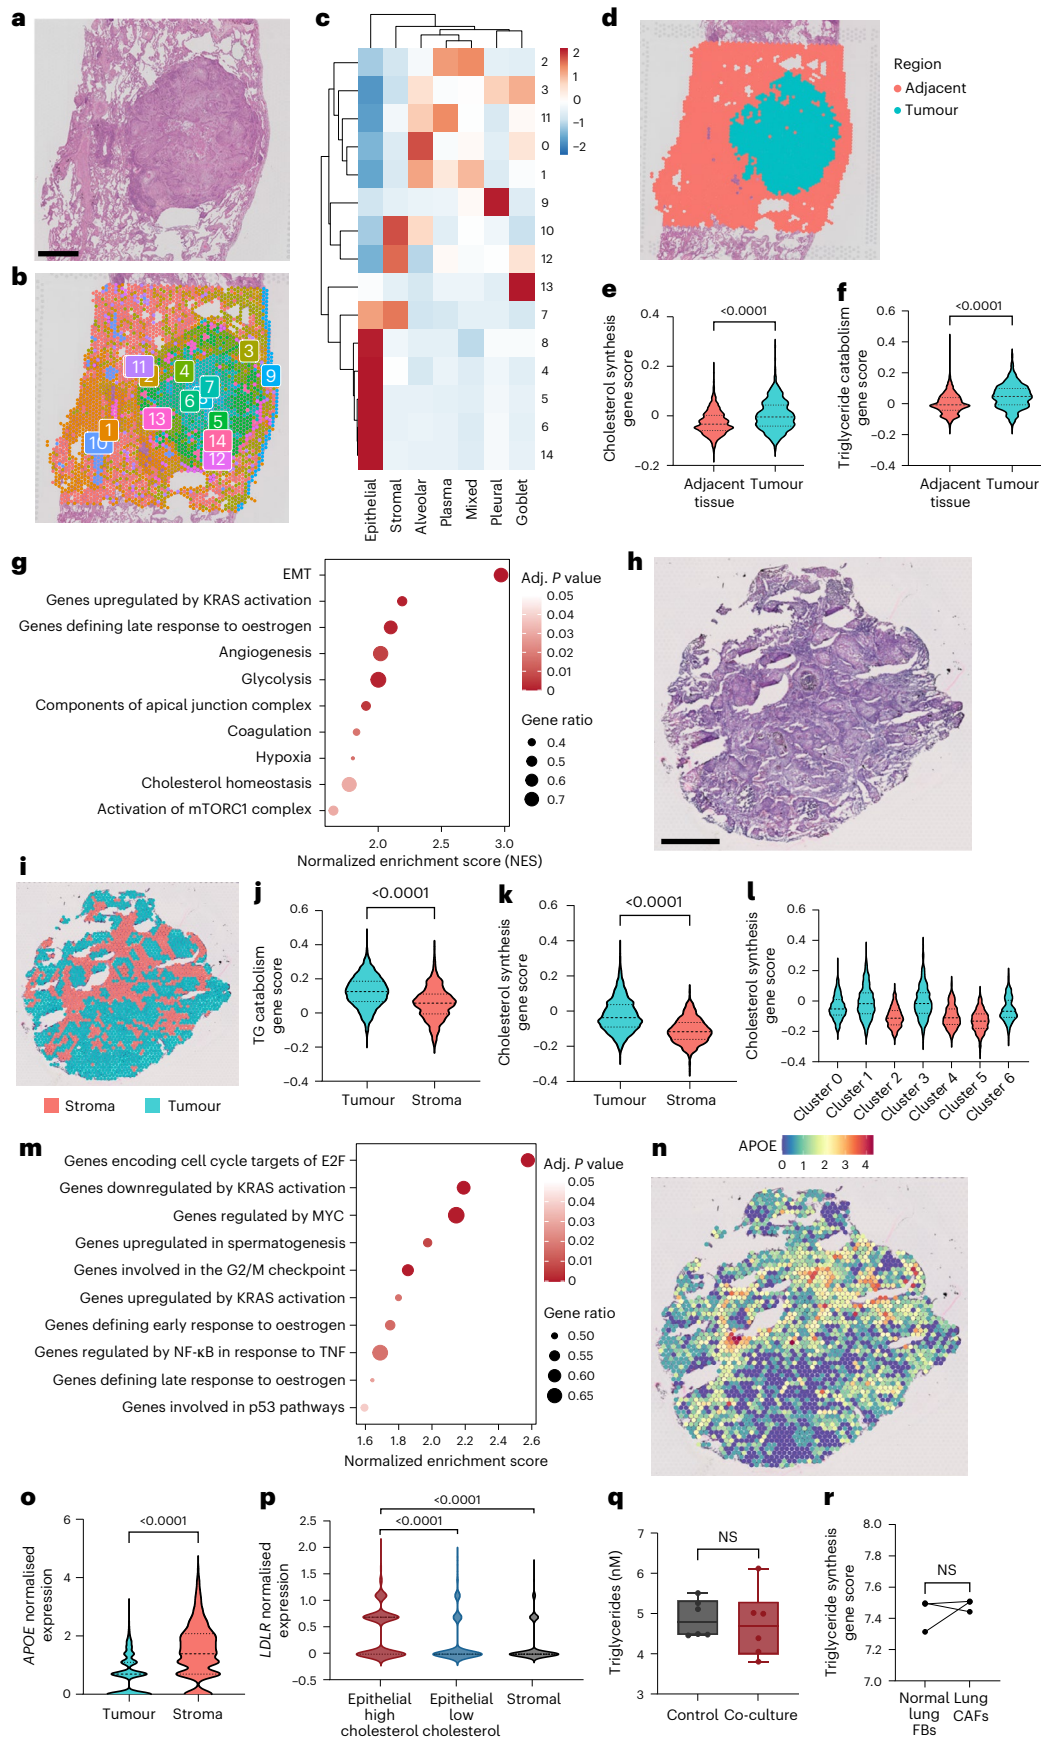 a
b
11
2
4
3
7
6
8
9
13
5
1
10
14
12
c
2
3
11
0
1
9
10
12
13
7
8
4
5
6
14
2
1
0
−1
−2
Epithelial
Stromal
Alveolar
Plasma
Mixed
Pleural
Goblet
d
Region
Adjacent
Tumour
e
Cholesterol synthesis
gene score
<0.0001
0.4
0.2
0
−0.2
Adjacent
tissue
Tumour
f
Triglyceride catabolism
gene score
<0.0001
0.6
0.4
0.2
0
−0.2
−0.4
Adjacent
tissue
Tumour
g
EMT
Genes upregulated by KRAS activation
Genes defining late response to oestrogen
Angiogenesis
Glycolysis
Components of apical junction complex
Coagulation
Hypoxia
Cholesterol homeostasis
Activation of mTORC1 complex
2.0
2.5
3.0
Normalized enrichment score (NES)
Adj. P value
0.05
0.04
0.03
0.02
0.01
0
Gene ratio
0.4
0.5
0.6
0.7
h
i
Stroma
Tumour
j
TG catabolism
gene score
<0.0001
0.6
0.4
0.2
0
−0.2
−0.4
Tumour
Stroma
k
Cholesterol synthesis
gene score
<0.0001
0.6
0.4
0.2
0
−0.2
−0.4
Tumour
Stroma
l
Cholesterol synthesis
gene score
0.6
0.4
0.2
0
−0.2
−0.4
Cluster 0
Cluster 1
Cluster 2
Cluster 3
Cluster 4
Cluster 5
Cluster 6
m
Genes encoding cell cycle targets of E2F
Genes downregulated by KRAS activation
Genes regulated by MYC
Genes upregulated in spermatogenesis
Genes involved in the G2/M checkpoint
Genes upregulated by KRAS activation
Genes defining early response to oestrogen
Genes regulated by NF-κB in response to TNF
Genes defining late response to oestrogen
Genes involved in p53 pathways
1.6
1.8
2.0
2.2
2.4
2.6
Normalized enrichment score
Adj. P value
0.05
0.04
0.03
0.02
0.01
0
Gene ratio
0.50
0.55
0.60
0.65
n
APOE
0
1
2
3
4
o
APOE normalised
expression
<0.0001
6
4
2
0
Tumour
Stroma
p
LDLR normalised
expression
<0.0001
<0.0001
2.5
2.0
1.5
1.0
0.5
0
−0.5
Epithelial
high
cholesterol
Epithelial
low
cholesterol
Stromal
q
Triglycerides (nM)
NS
7
6
5
4
3
Control
Co-culture
r
Triglyceride synthesis
gene score
NS
8.0
7.8
7.6
7.4
7.2
7.0
Normal
lung
FBs
Lung
CAFs